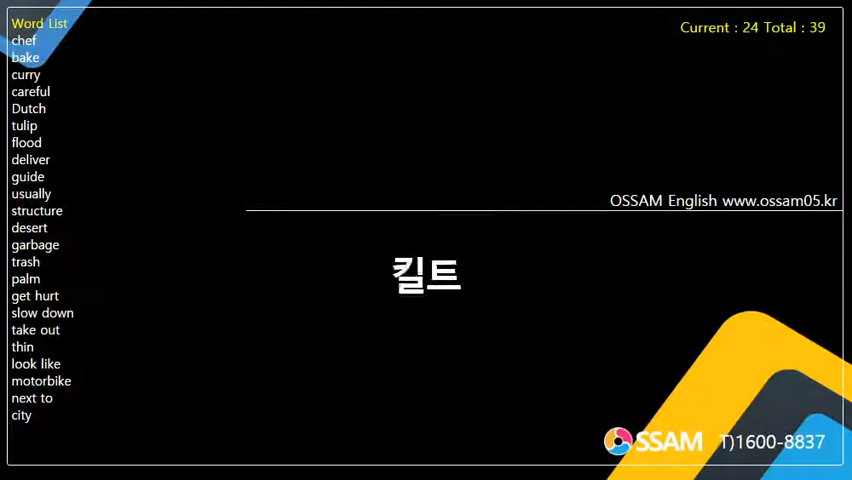 Word List
chef
bake
curry
careful
Dutch
tulip
flood
deliver
guide
usually
structure
desert
garbage
trash
palm
get hurt
slow down
take out
thin
look like
motorbike
next to
city
Current : 24 Total : 39
OSSAM English www.ossam05.kr
킬트
OSSAM T)1600-8837